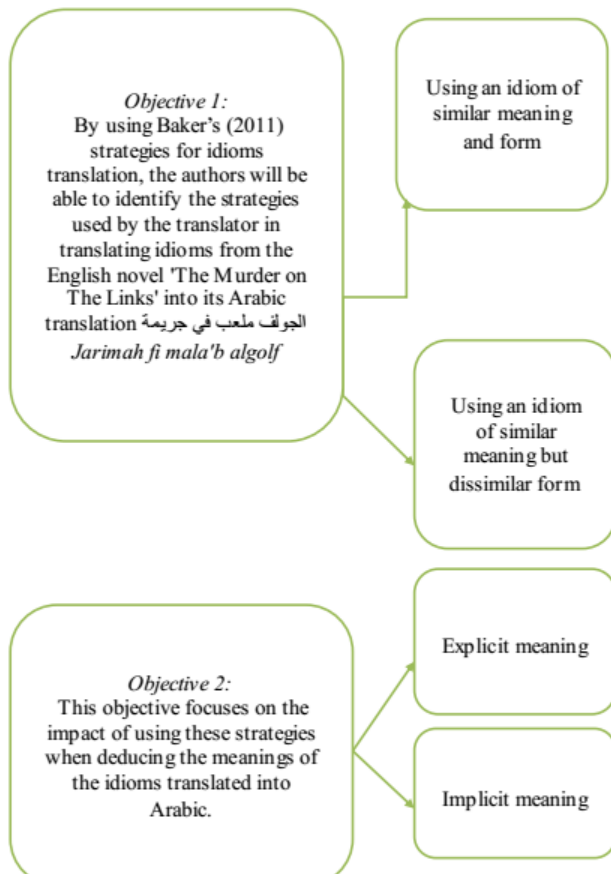 Objective 1:
By using Baker's (2011)
strategies for idioms
translation, the authors will be
able to identify the strategies
used by the translator in
translating idioms from the
English novel 'The Murder on
The Links' into its Arabic
translation الجولف ملعب في جريمة
Jarimah fi mala'b algolf
Using an idiom of
similar meaning
and form
Using an idiom
of similar
meaning but
dissimilar form
Objective 2:
This objective focuses on the
impact of using these strategies
when deducing the meanings of
the idioms translated into
Arabic.
Explicit meaning
Implicit meaning